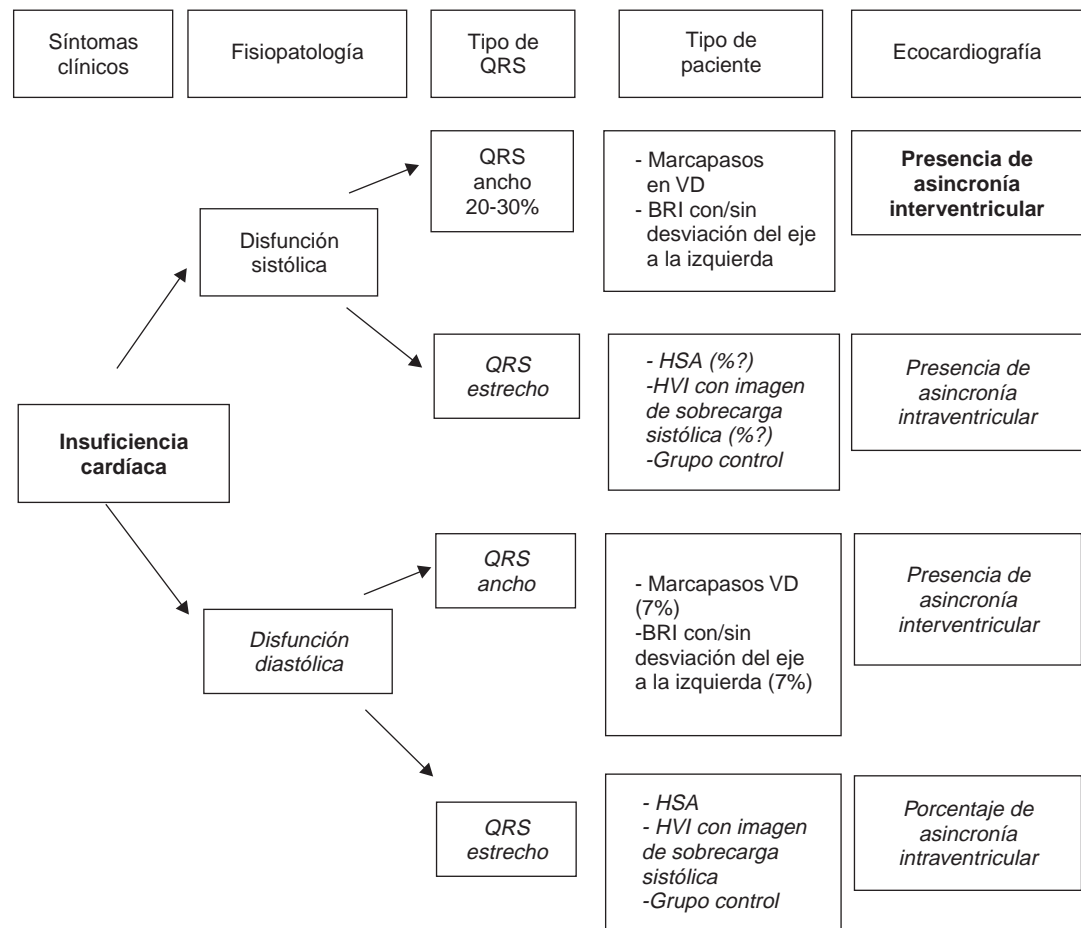 Síntomas
clínicos
Fisiopatología
Tipo de
QRS
Tipo de
paciente
Ecocardiografía
QRS
ancho
20-30%
- Marcapasos
en VD
- BRI con/sin
desviación del eje
a la izquierda
Presencia de
asincronía
interventricular
Disfunción
sistólica
QRS
estrecho
- HSA (%?)
-HVI con imagen
de sobrecarga
sistólica (%?)
-Grupo control
Presencia de
asincronía
intraventricular
Insuficiencia
cardíaca
QRS
ancho
- Marcapasos VD
(7%)
-BRI con/sin
desviación del eje
a la izquierda (7%)
Presencia de
asincronía
interventricular
Disfunción
diastólica
QRS
estrecho
- HSA
- HVI con imagen
de sobrecarga
sistólica
-Grupo control
Porcentaje de
asincronía
intraventricular